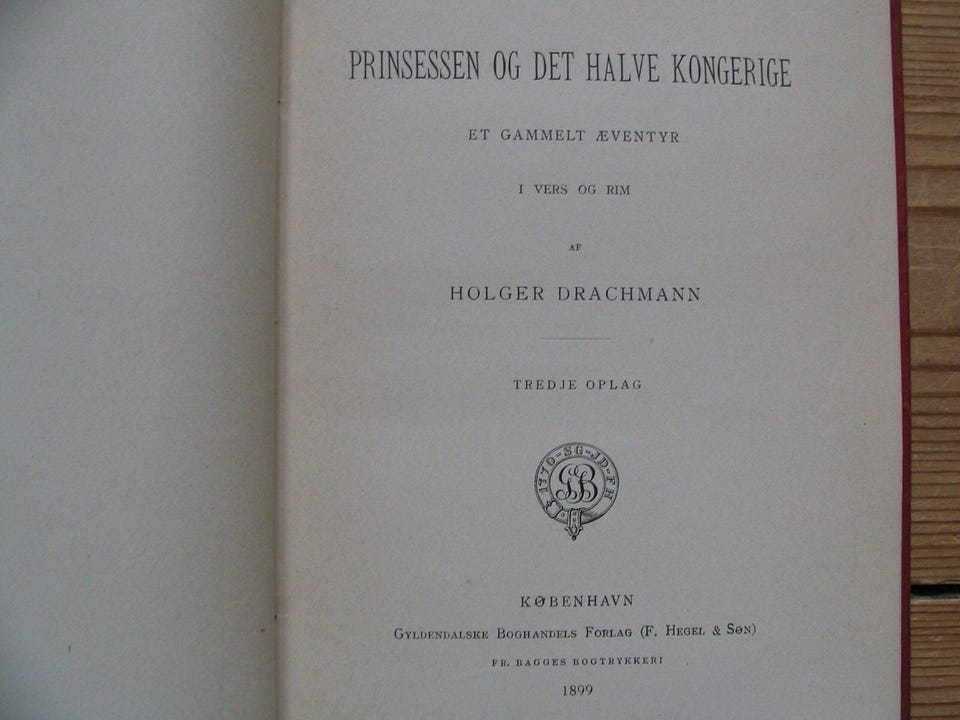 PRINSESSEN OG DET HALVE KONGERIGE
ET GAMMELT ÆVENTYR
I VERS OG RIM
AF
HOLGER DRACHMANN
TREDJE OPLAG
1770-SG-JD-FH
GB
KØBENHAVN
GYLDENDALSKE BOGHANDELS FORLAG (F. HEGEL & SØN)
FR. BAGGES BOGTRYKKERI
1899